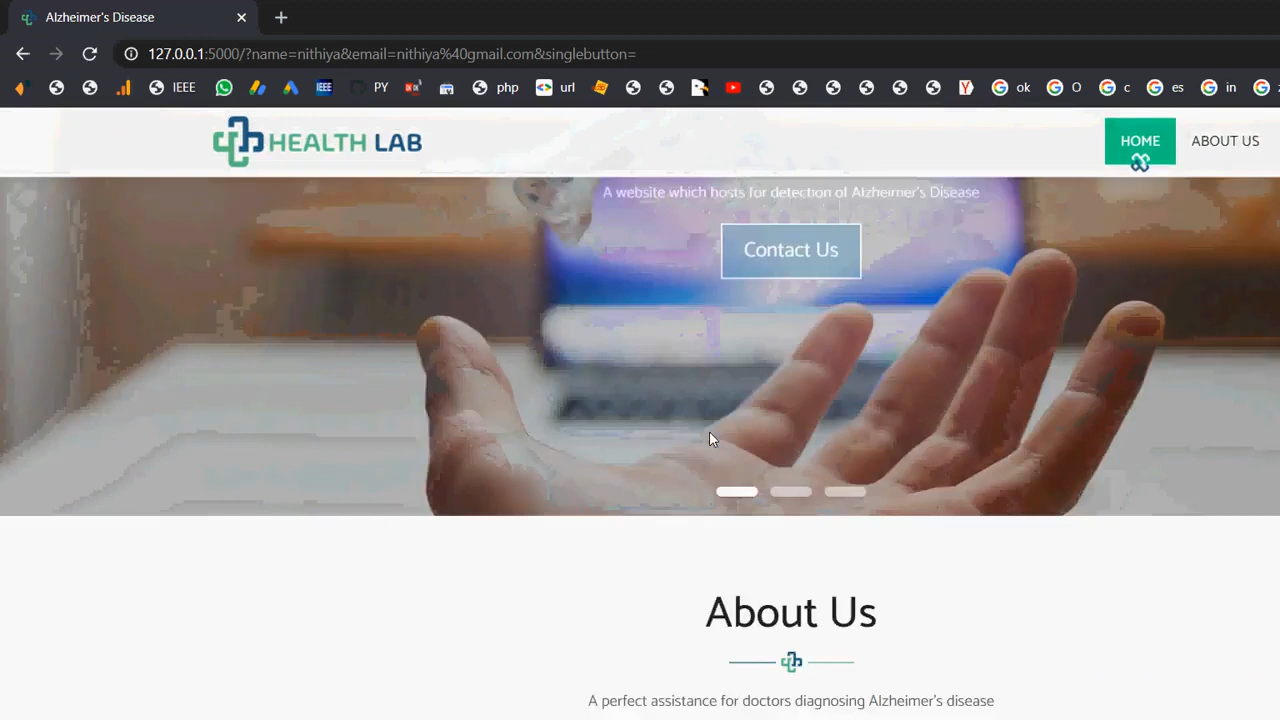 Alzheimer's Disease
127.0.0.1:5000/?name=nithiya&email=nithiya%40gmail.com&singlebutton=
IEEE IEEE PY php url Y ok O c es in
HEALTH LAB HOME ABOUT US
A website which hosts for detection of Alzheimer's Disease
Contact Us
About Us
A perfect assistance for doctors diagnosing Alzheimer's disease